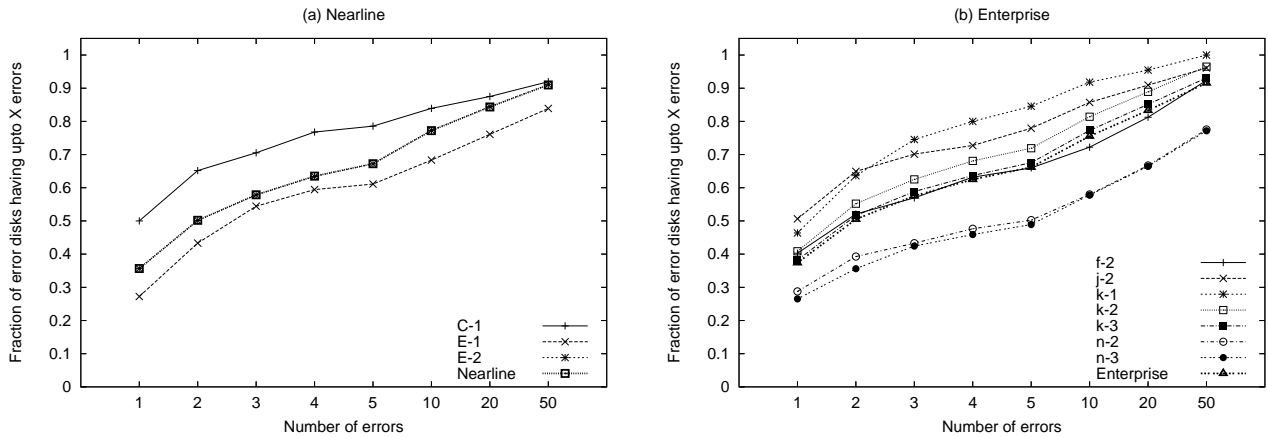 (a) Nearline
Fraction of error disks having upto X errors
1
0.9
0.8
0.7
0.6
0.5
0.4
0.3
0.2
0.1
0
C-1
E-1
E-2
Nearline
1 2 3 4 5 10 20 50
Number of errors
(b) Enterprise
Fraction of error disks having upto X errors
1
0.9
0.8
0.7
0.6
0.5
0.4
0.3
0.2
0.1
0
f-2
j-2
k-1
k-2
k-3
n-2
n-3
Enterprise
1 2 3 4 5 10 20 50
Number of errors